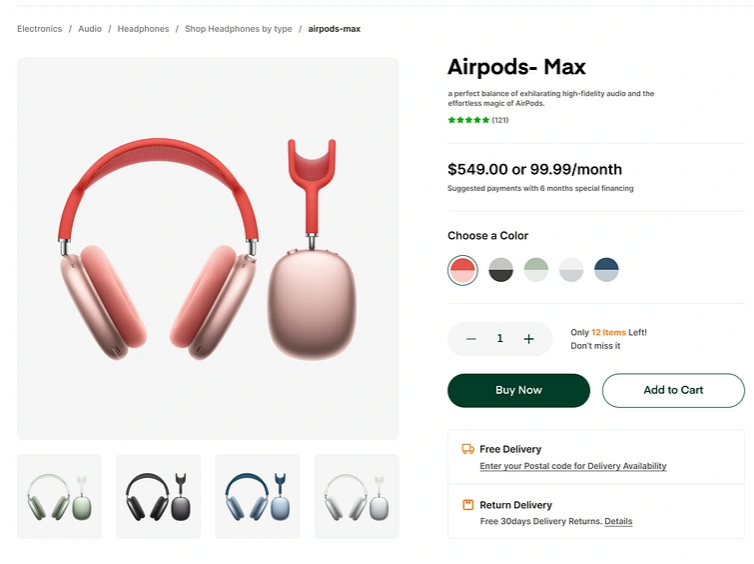 Electronics / Audio / Headphones / Shop Headphones by type / airpods-max
Airpods- Max
a perfect balance of exhilarating high-fidelity audio and the
effortless magic of AirPods.
(121)
$549.00 or 99.99/month
Suggested payments with 6 months special financing
Choose a Color
− 1 +
Only 12 Items Left!
Don't miss it
Buy Now
Add to Cart
Free Delivery
Enter your Postal code for Delivery Availability
Return Delivery
Free 30days Delivery Returns. Details